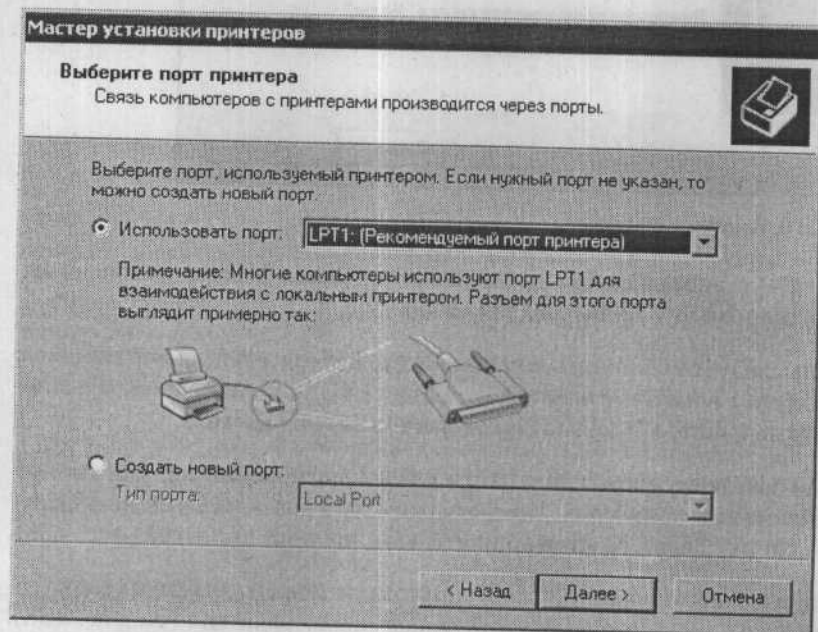 Мастер установки принтеров
Выберите порт принтера
Связь компьютеров с принтерами производится через порты.
Выберите порт, используемый принтером. Если нужный порт не указан, то
можно создать новый порт.
Использовать порт: LPT1: (Рекомендуемый порт принтера)
Примечание: Многие компьютеры используют порт LPT1 для
взаимодействия с локальным принтером. Разъем для этого порта
выглядит примерно так:
Создать новый порт:
Тип порта: Local Port
< Назад Далее > Отмена